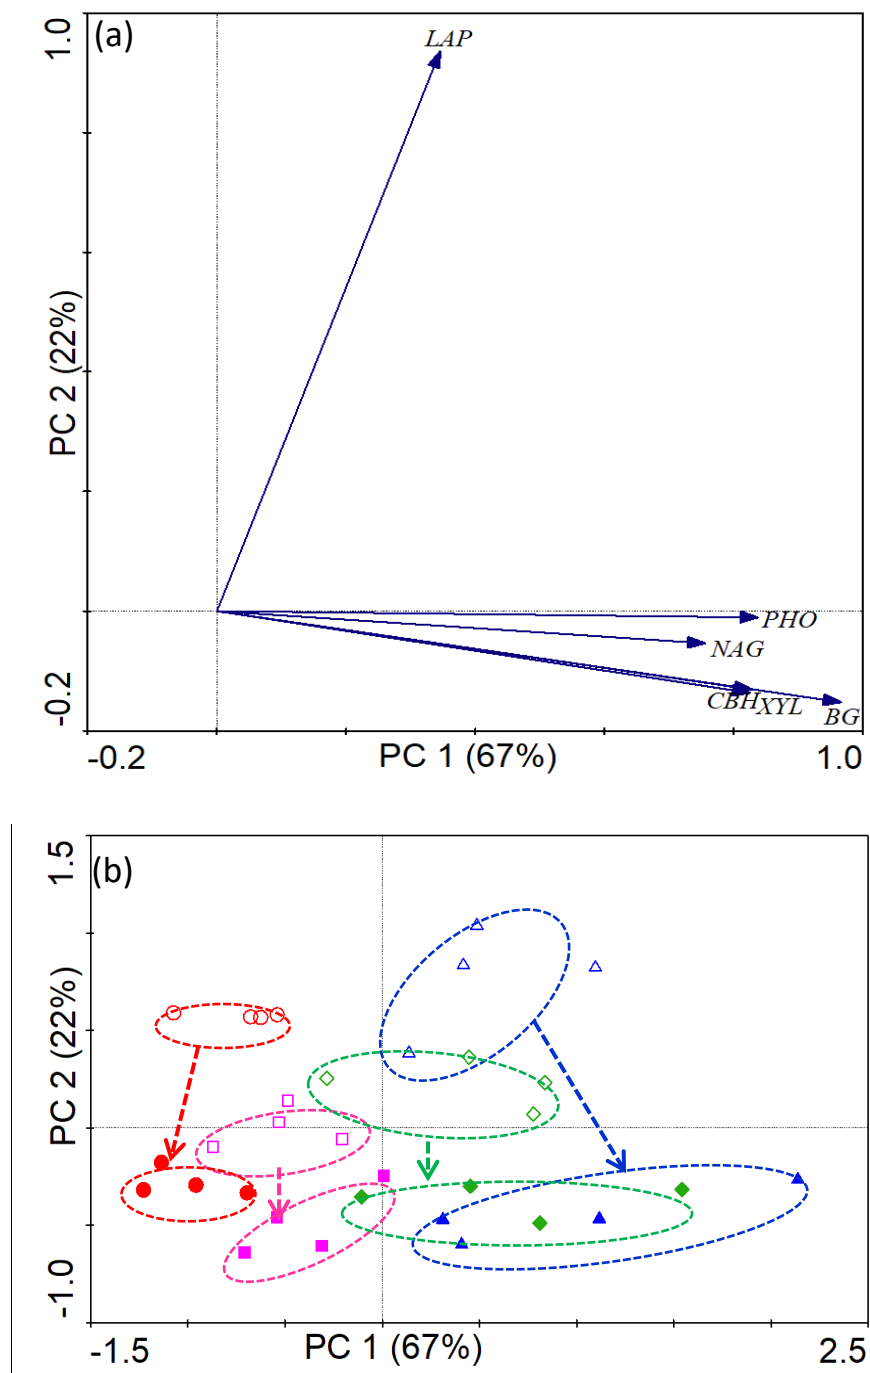 (a)
1.0
LAP
PC 2 (22%)
PHO
NAG
CBH
XYL
BG
-0.2
-0.2
PC 1 (67%)
1.0
(b)
1.5
PC 2 (22%)
-1.0
-1.5
PC 1 (67%)
2.5